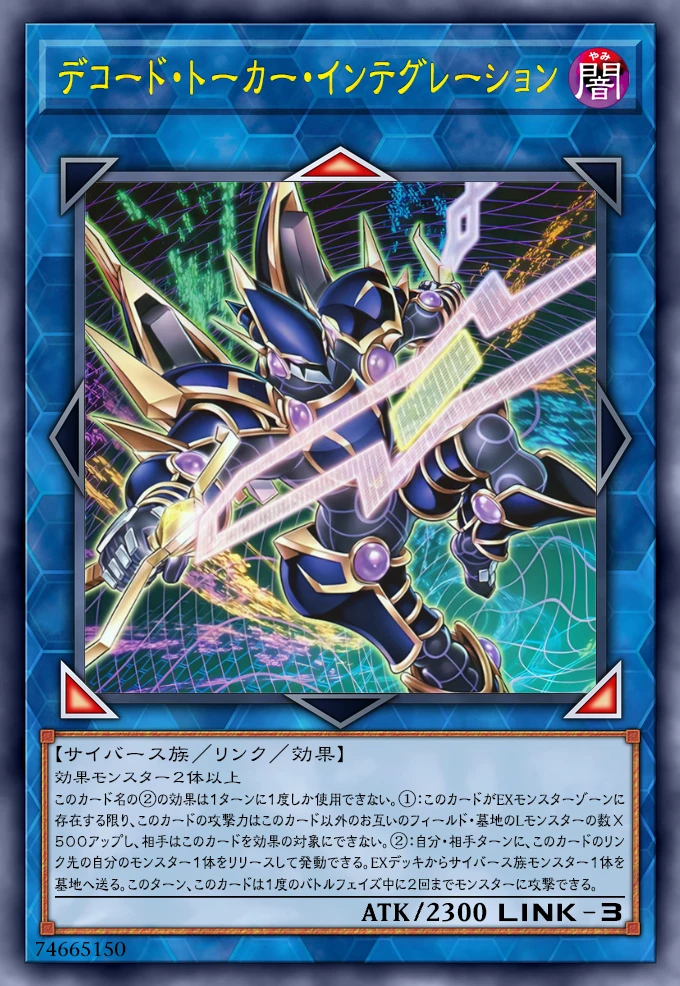 デコード・トーカー・インテグレーション
やみ
闇
【サイバース族／リンク／効果】
効果モンスター２体以上
このカード名の②の効果は１ターンに１度しか使用できない。①：このカードがEXモンスターゾーンに
存在する限り、このカードの攻撃力はこのカード以外のお互いのフィールド・墓地のLモンスターの数×
５００アップし、相手はこのカードを効果の対象にできない。②：自分・相手ターンに、このカードのリン
ク先の自分のモンスター１体をリリースして発動できる。EXデッキからサイバース族モンスター１体を
墓地へ送る。このターン、このカードは１度のバトルフェイズ中に２回までモンスターに攻撃できる。
ATK/2300 LINK-3
74665150